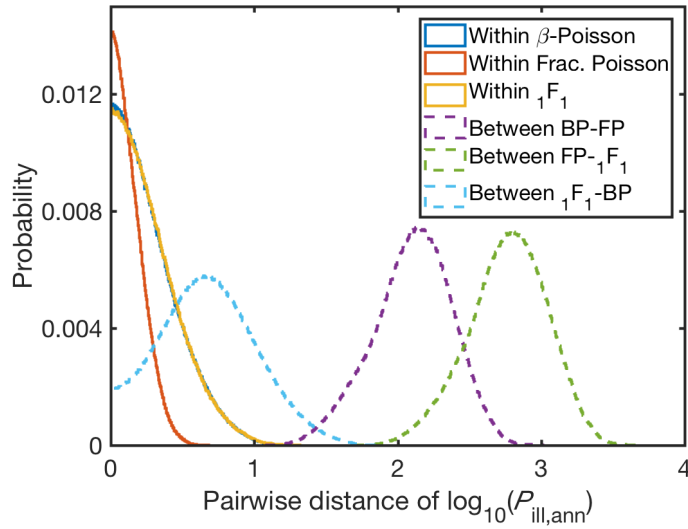 Within β-Poisson
Within Frac. Poisson
Within ₁F₁
Between BP-FP
Between FP-₁F₁
Between ₁F₁-BP
Probability
0.012
0.008
0.004
0
0 1 2 3 4
Pairwise distance of log₁₀(P_ill,ann)